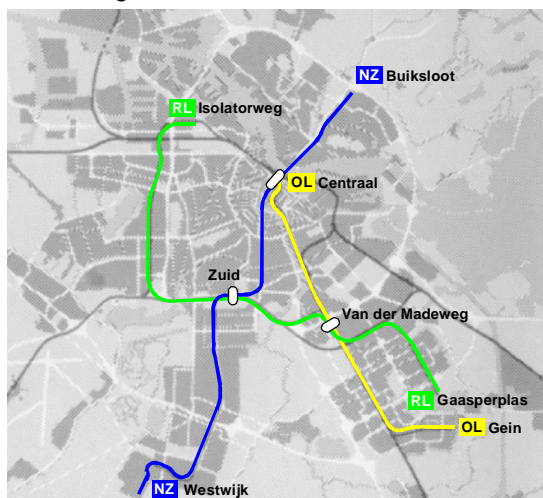 NZ Buiksloot
RL Isolatorweg
OL Centraal
Zuid
Van der Madeweg
RL Gaasperplas
OL Gein
NZ Westwijk